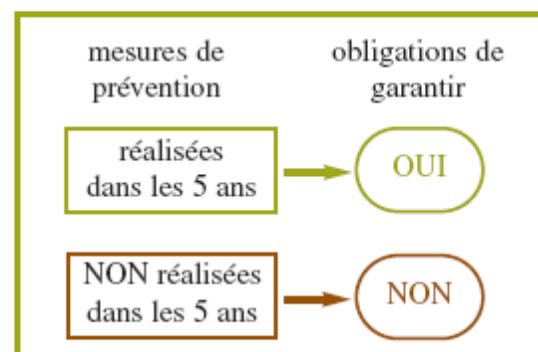 mesures de
prévention
obligations de
garantir
réalisées
dans les 5 ans
OUI
NON réalisées
dans les 5 ans
NON